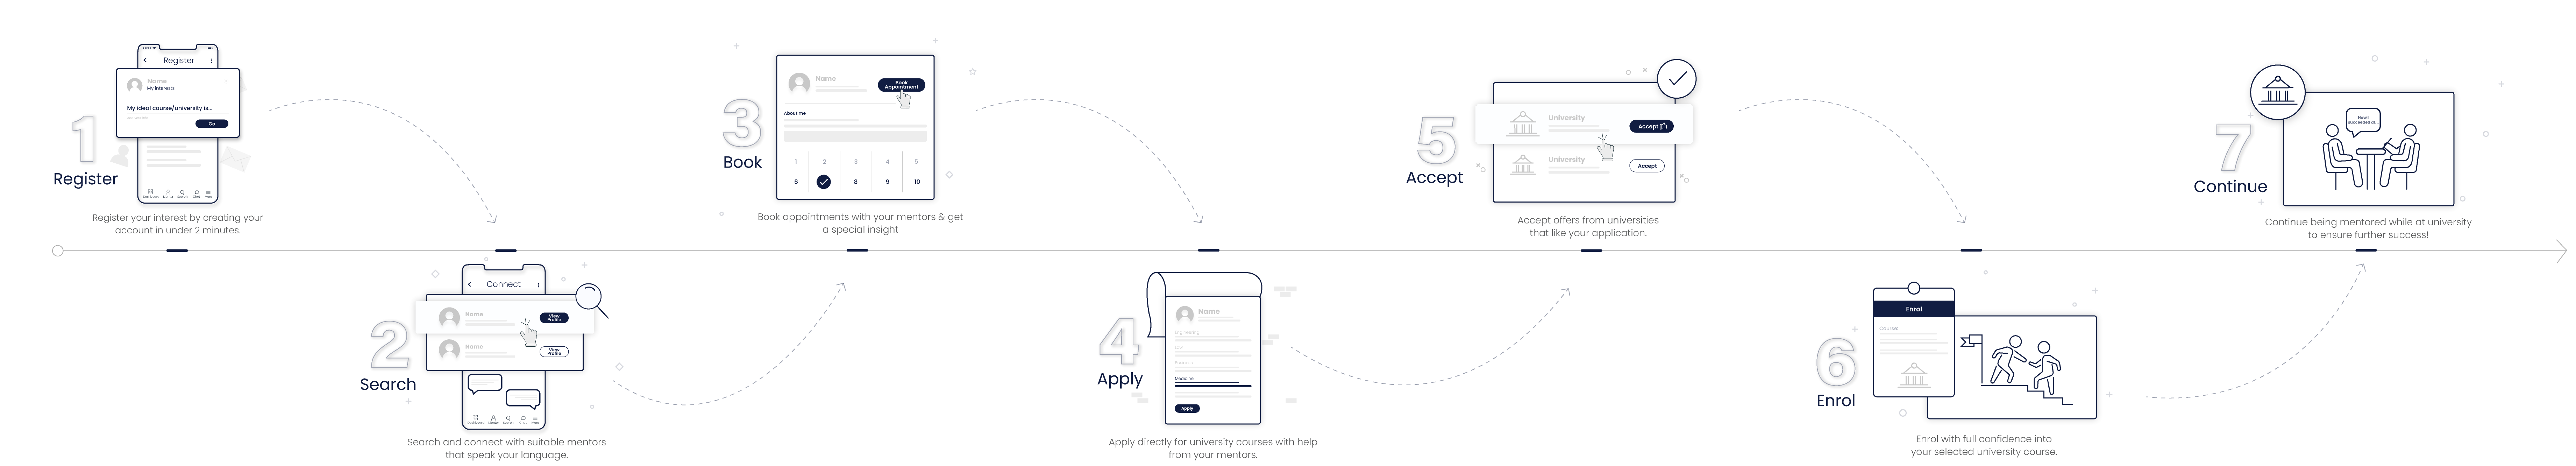 Register
Name
My interests
My ideal course/university is...
Go
1
Register
Register your interest by creating your
account in under 2 minutes.
Connect
Name
View
Profile
Name
View
Profile
2
Search
Search and connect with suitable mentors
that speak your language.
Name
Book
Appointment
About me
1 2 3 4 5
6 8 9 10
3
Book
Book appointments with your mentors & get
a special insight
Name
Engineering
Business
Medicine
Apply
4
Apply
Apply directly for university courses with help
from your mentors.
University
Accept
University
Accept
5
Accept
Accept offers from universities
that like your application.
Enrol
Course
6
Enrol
Enrol with full confidence into
your selected university course.
How I
succeeded at...
7
Continue
Continue being mentored while at university
to ensure further success!